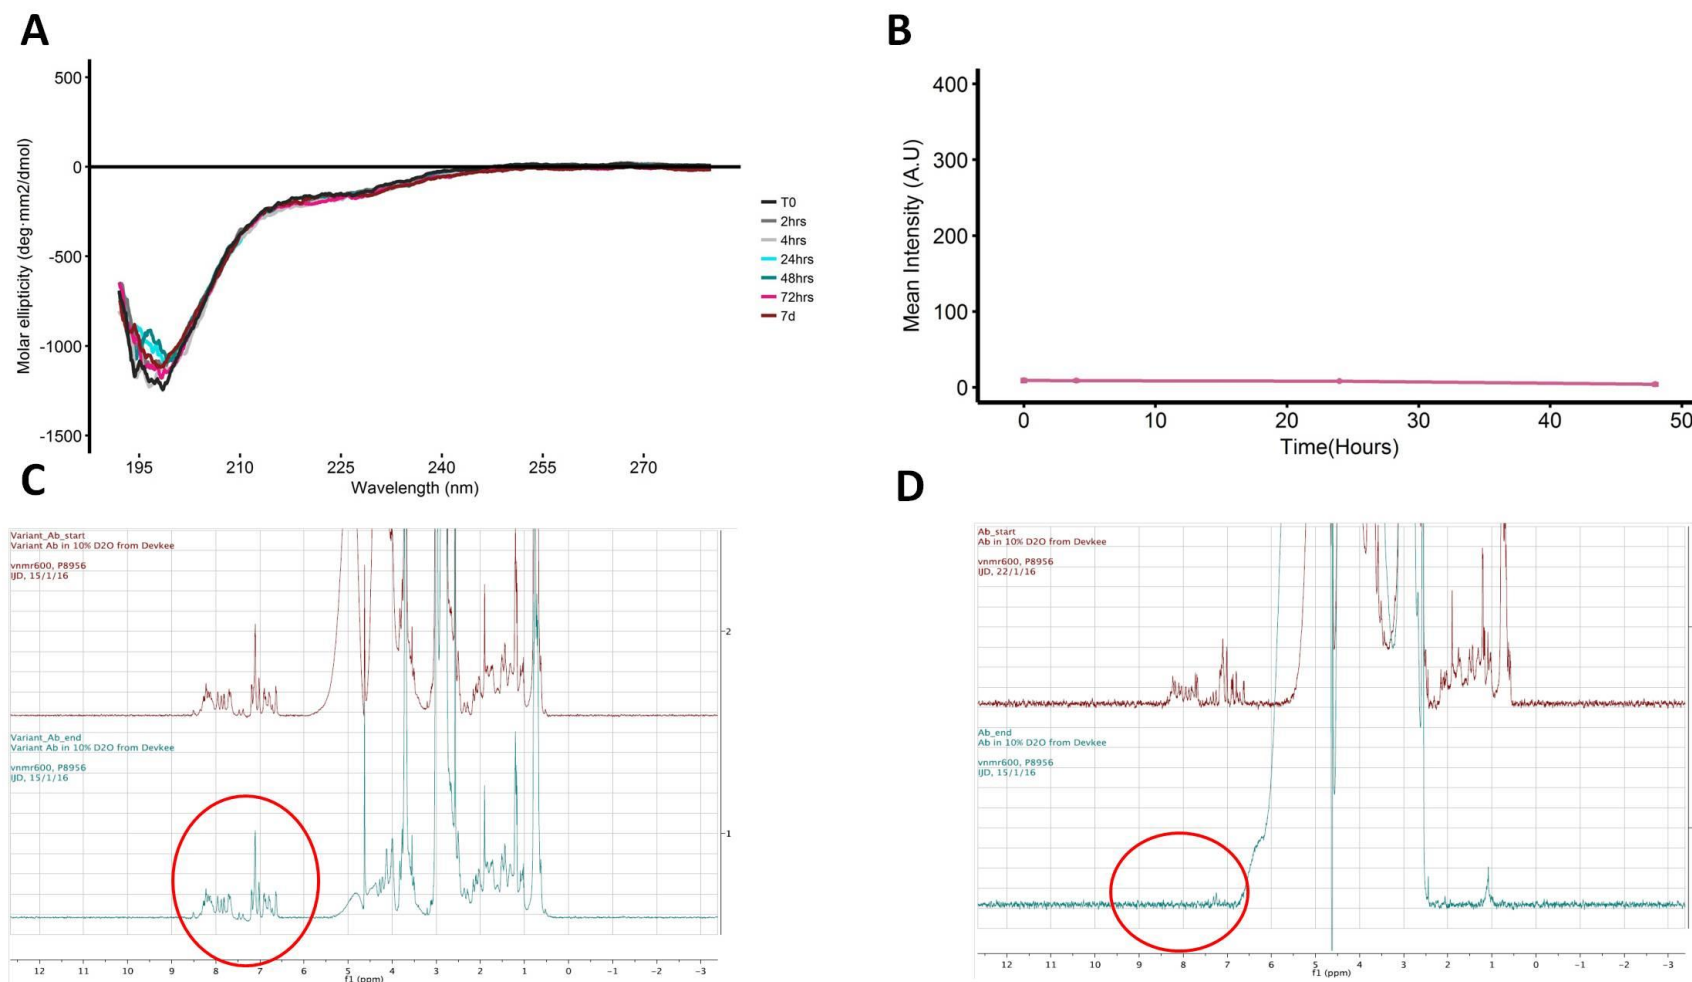 A
B
500
0
-500
-1000
-1500
Molar ellipticity (deg·mm2/dmol)
195 210 225 240 255 270
Wavelength (nm)
T0
2hrs
4hrs
24hrs
48hrs
72hrs
7d
400
300
200
100
0
Mean Intensity (A.U)
0 10 20 30 40 50
Time(Hours)
C
D
Variant_Ab_start
Variant Ab in 10% D2O from Devkee
vnmr600, P8956
IJD, 15/1/16
2
Variant_Ab_end
Variant Ab in 10% D2O from Devkee
vnmr600, P8956
IJD, 15/1/16
1
12 11 10 9 8 7 6 5 4 3 2 1 0 -1 -2 -3
f1 (ppm)
Ab_start
Ab in 10% D2O from Devkee
vnmr600, P8956
IJD, 22/1/16
Ab_end
Ab in 10% D2O from Devkee
vnmr600, P8956
IJD, 15/1/16
12 11 10 9 8 7 6 5 4 3 2 1 0 -1 -2 -3
f1 (ppm)